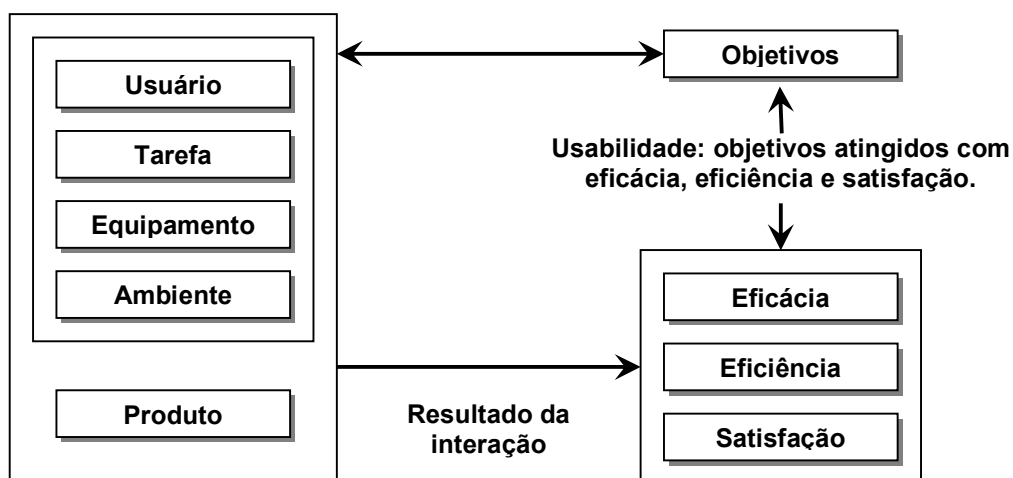 Usuário
Tarefa
Equipamento
Ambiente
Produto
Objetivos
Usabilidade: objetivos atingidos com
eficácia, eficiência e satisfação.
Resultado da
interação
Eficácia
Eficiência
Satisfação